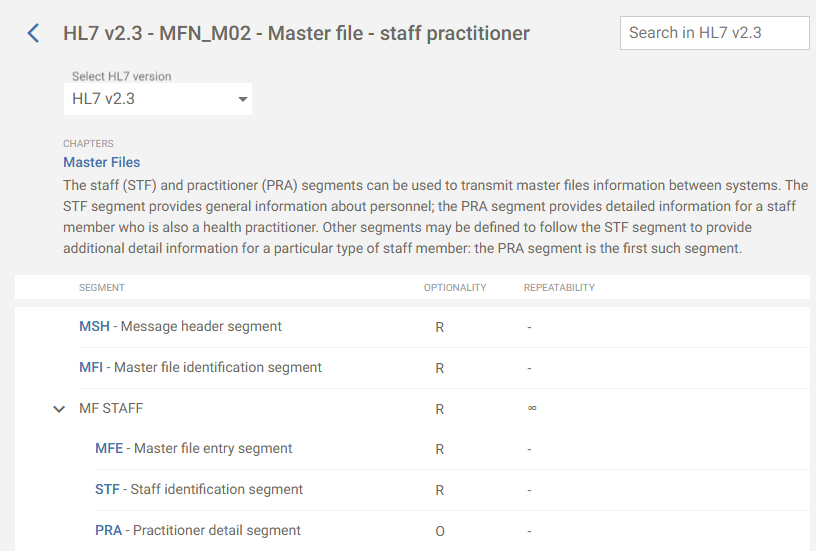 HL7 v2.3 - MFN_M02 - Master file - staff practitioner
Search in HL7 v2.3
Select HL7 version
HL7 v2.3
CHAPTERS
Master Files
The staff (STF) and practitioner (PRA) segments can be used to transmit master files information between systems. The
STF segment provides general information about personnel; the PRA segment provides detailed information for a staff
member who is also a health practitioner. Other segments may be defined to follow the STF segment to provide
additional detail information for a particular type of staff member: the PRA segment is the first such segment.
SEGMENT OPTIONALITY REPEATABILITY
MSH - Message header segment R -
MFI - Master file identification segment R -
MF STAFF R ∞
MFE - Master file entry segment R -
STF - Staff identification segment R -
PRA - Practitioner detail segment O -